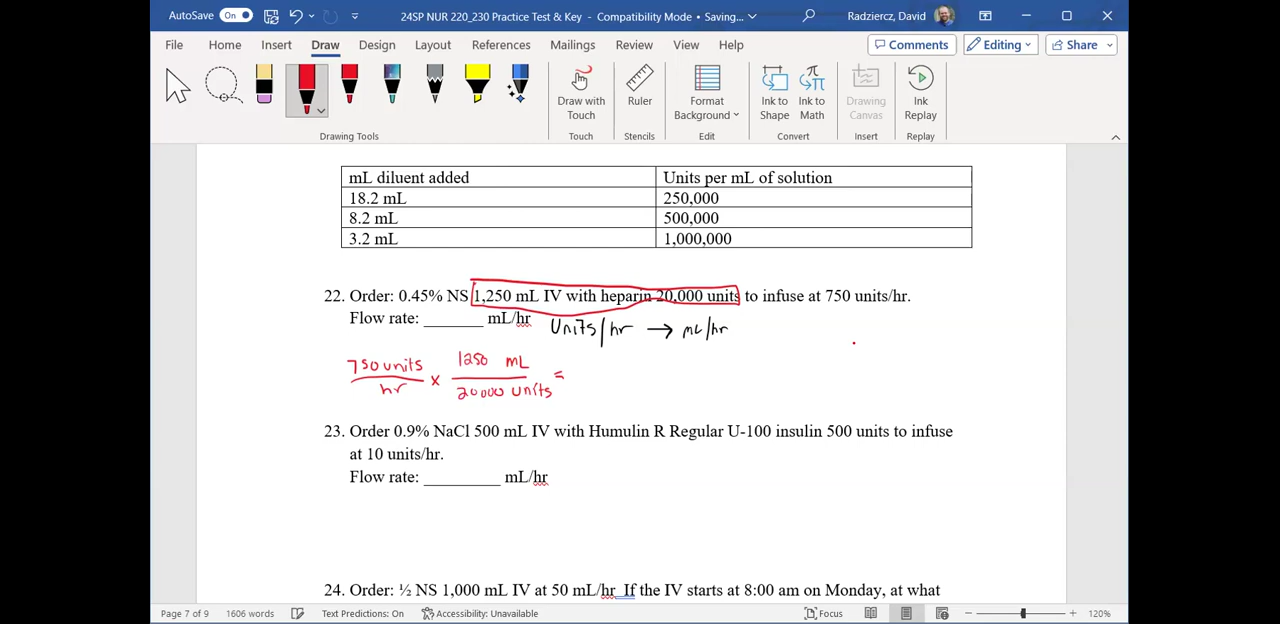 AutoSave On 24SP NUR 220_230 Practice Test & Key - Compatibility Mode • Saving... Radziercz, David
File Home Insert Draw Design Layout References Mailings Review View Help Comments Editing Share
Draw with Touch Ruler Format Background Ink to Shape Ink to Math Drawing Canvas Ink Replay
Drawing Tools Touch Stencils Edit Convert Insert Replay
mL diluent added Units per mL of solution
18.2 mL 250,000
8.2 mL 500,000
3.2 mL 1,000,000
22. Order: 0.45% NS 1,250 mL IV with heparin 20,000 units to infuse at 750 units/hr.
Flow rate: _______ mL/hr Units/hr → mL/hr
750 units 1250 mL
× =
hr 20000 units
23. Order 0.9% NaCl 500 mL IV with Humulin R Regular U-100 insulin 500 units to infuse
at 10 units/hr.
Flow rate: _________ mL/hr
24. Order: ½ NS 1,000 mL IV at 50 mL/hr If the IV starts at 8:00 am on Monday, at what
Page 7 of 9 1606 words Text Predictions: On Accessibility: Unavailable Focus 120%